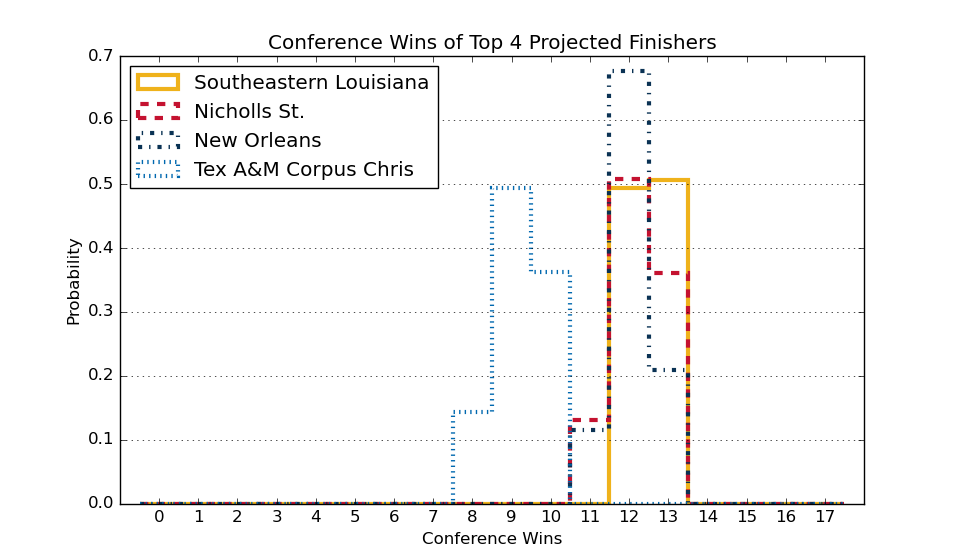 Conference Wins of Top 4 Projected Finishers
Southeastern Louisiana
Nicholls St.
New Orleans
Tex A&M Corpus Chris
Probability
0.7
0.6
0.5
0.4
0.3
0.2
0.1
0.0
0 1 2 3 4 5 6 7 8 9 10 11 12 13 14 15 16 17
Conference Wins